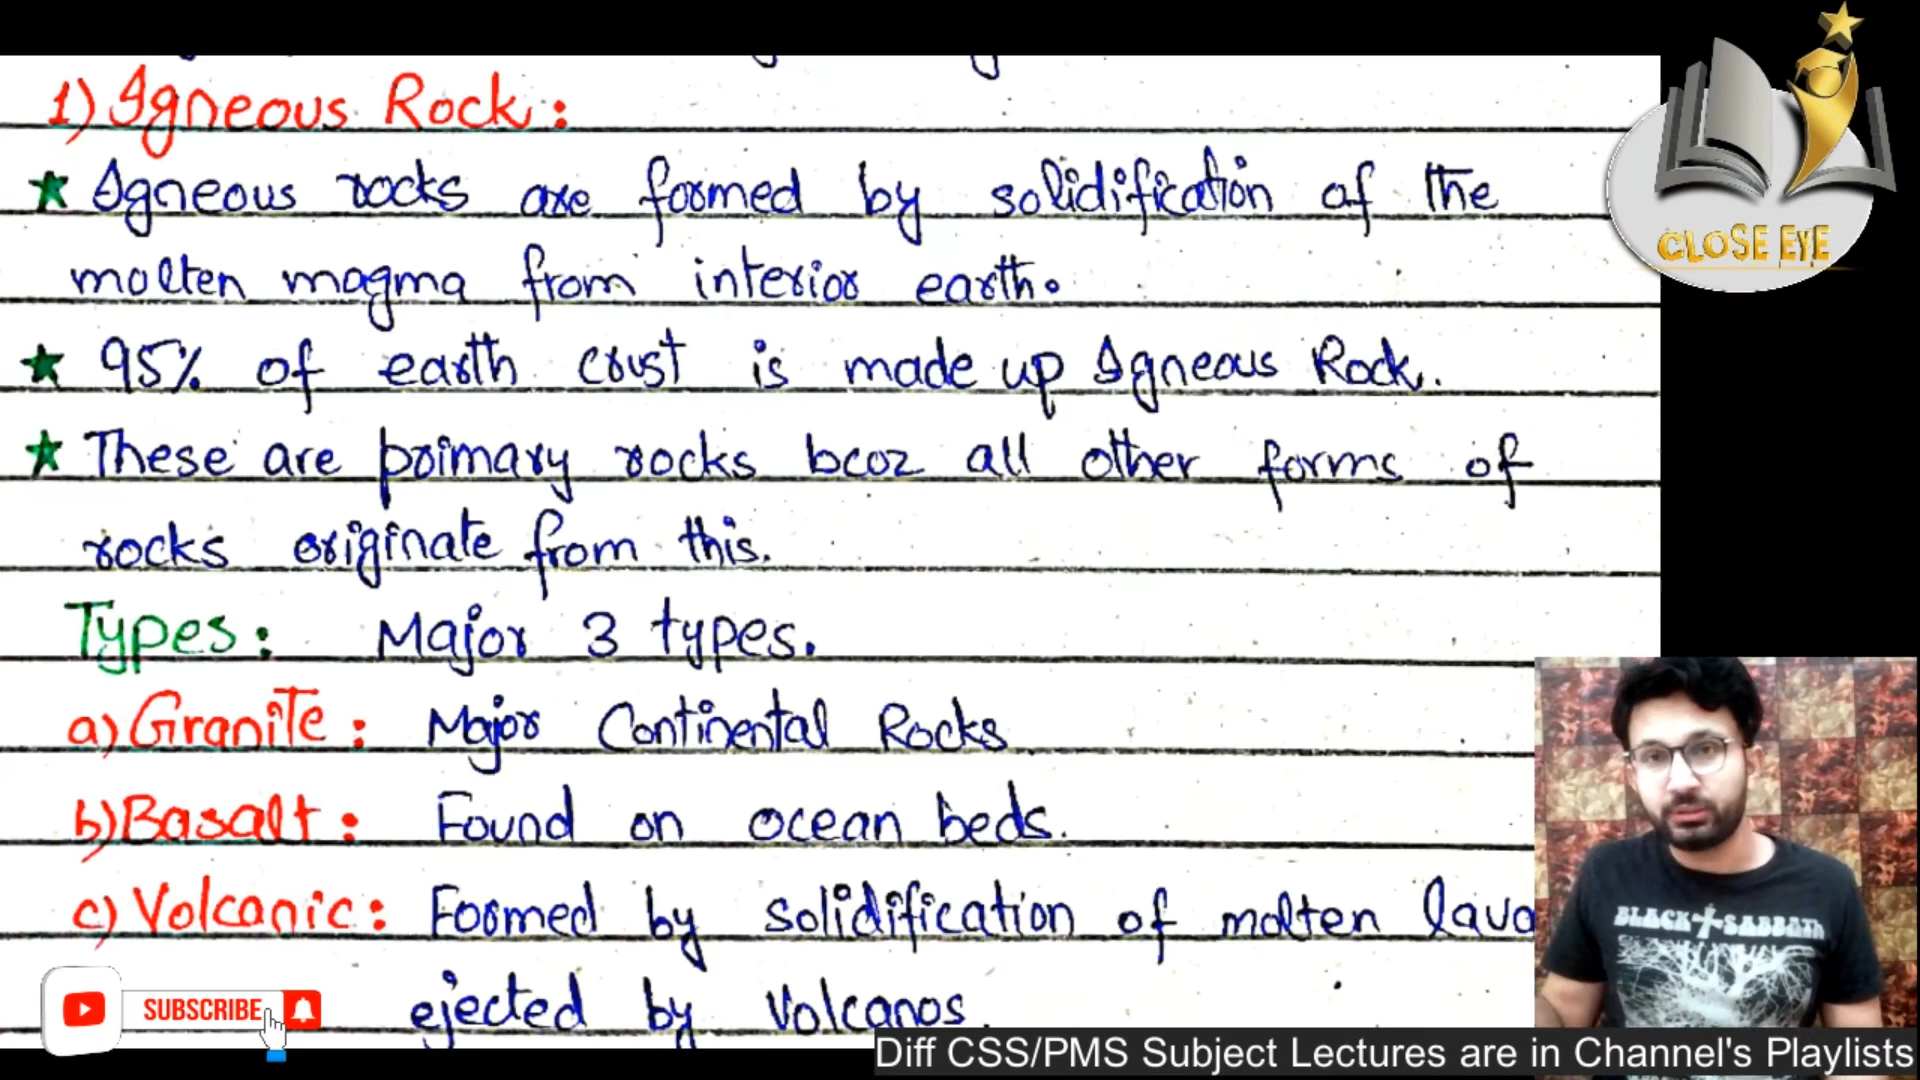 1) Igneous Rock:
★ Igneous rocks are formed by solidification of the
molten magma from interior earth.
★ 95% of earth crust is made up Igneous Rock.
★ These are primary rocks bcoz all other forms of
rocks originate from this.
Types: Major 3 types.
a) Granite: Major Continental Rocks
b) Basalt: Found on ocean beds.
c) Volcanic: Formed by solidification of molten lava
ejected by Volcanos.
CLOSE EYE
BLACK SABBATH
SUBSCRIBE
Diff CSS/PMS Subject Lectures are in Channel's Playlists